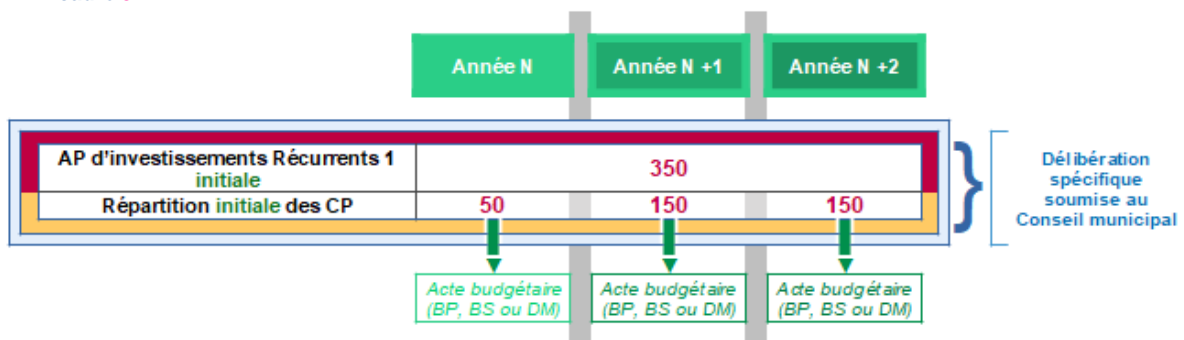 Année N
Année N +1
Année N +2
AP d'investissements Récurrents 1
initiale
350
Répartition initiale des CP
50
150
150
Délibération
spécifique
soumise au
Conseil municipal
Acte budgétaire
(BP, BS ou DM)
Acte budgétaire
(BP, BS ou DM)
Acte budgétaire
(BP, BS ou DM)